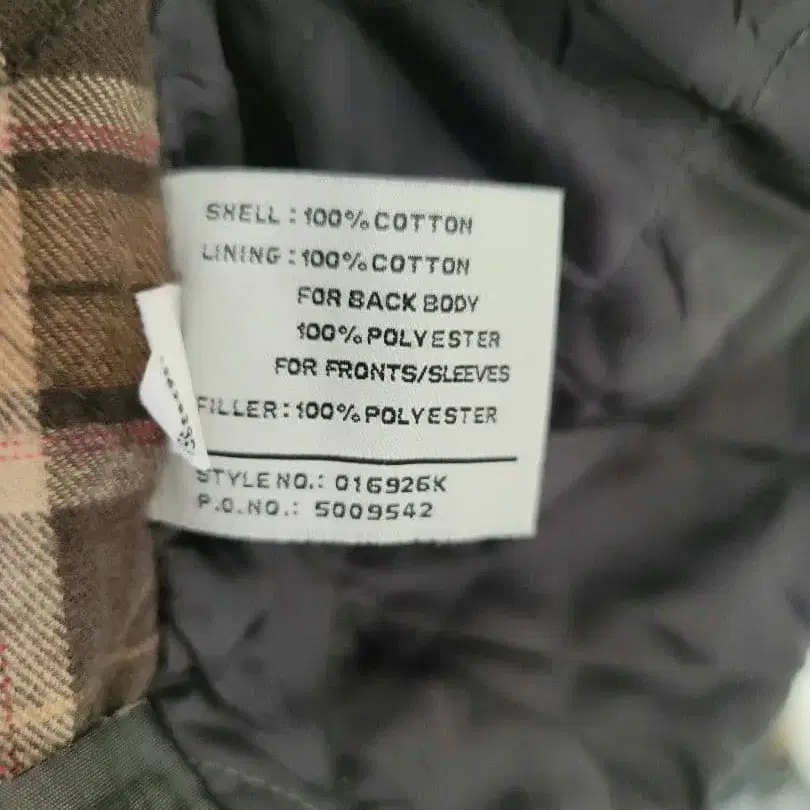 SHELL : 100% COTTON
LINING : 100% COTTON
FOR BACK BODY
100% POLYESTER
FOR FRONTS/SLEEVES
FILLER: 100% POLYESTER
STYLE NO.: 016926K
P.O.NO.: 5009542